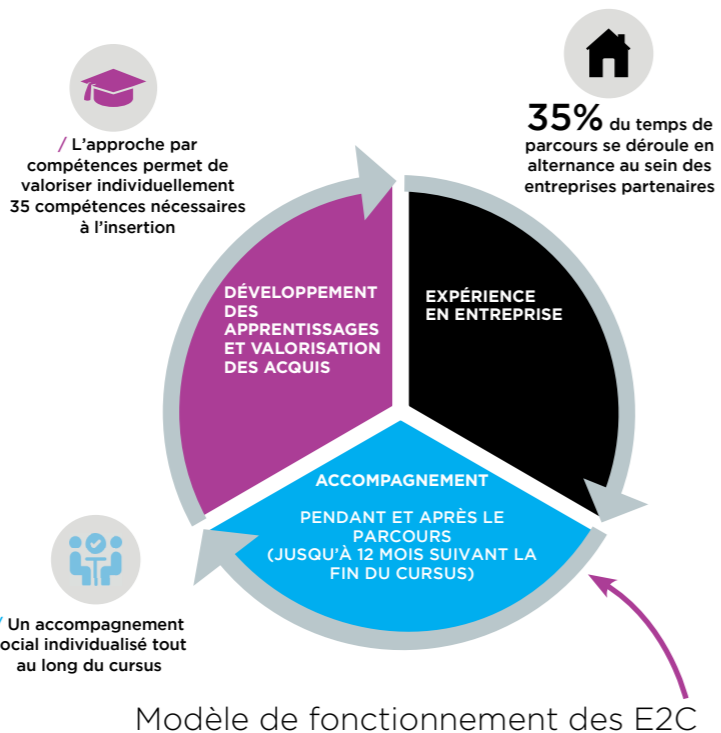 / L'approche par
compétences permet de
valoriser individuellement
35 compétences nécessaires
à l'insertion
35% du temps de
parcours se déroule en
alternance au sein des
entreprises partenaires
DÉVELOPPEMENT
DES
APPRENTISSAGES
ET VALORISATION
DES ACQUIS
EXPÉRIENCE
EN ENTREPRISE
ACCOMPAGNEMENT
PENDANT ET APRÈS LE
PARCOURS
(JUSQU'À 12 MOIS SUIVANT LA
FIN DU CURSUS)
/ Un accompagnement
ocial individualisé tout
au long du cursus
Modèle de fonctionnement des E2C